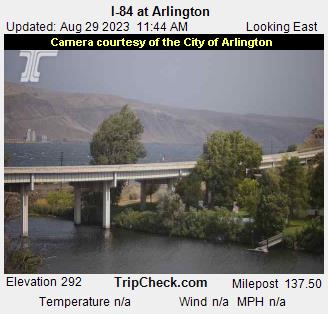 I-84 at Arlington
Updated: Aug 29 2023 11:44 AM Looking East
Camera courtesy of the City of Arlington
Elevation 292 TripCheck.com Milepost 137.50
Temperature n/a Wind n/a MPH n/a